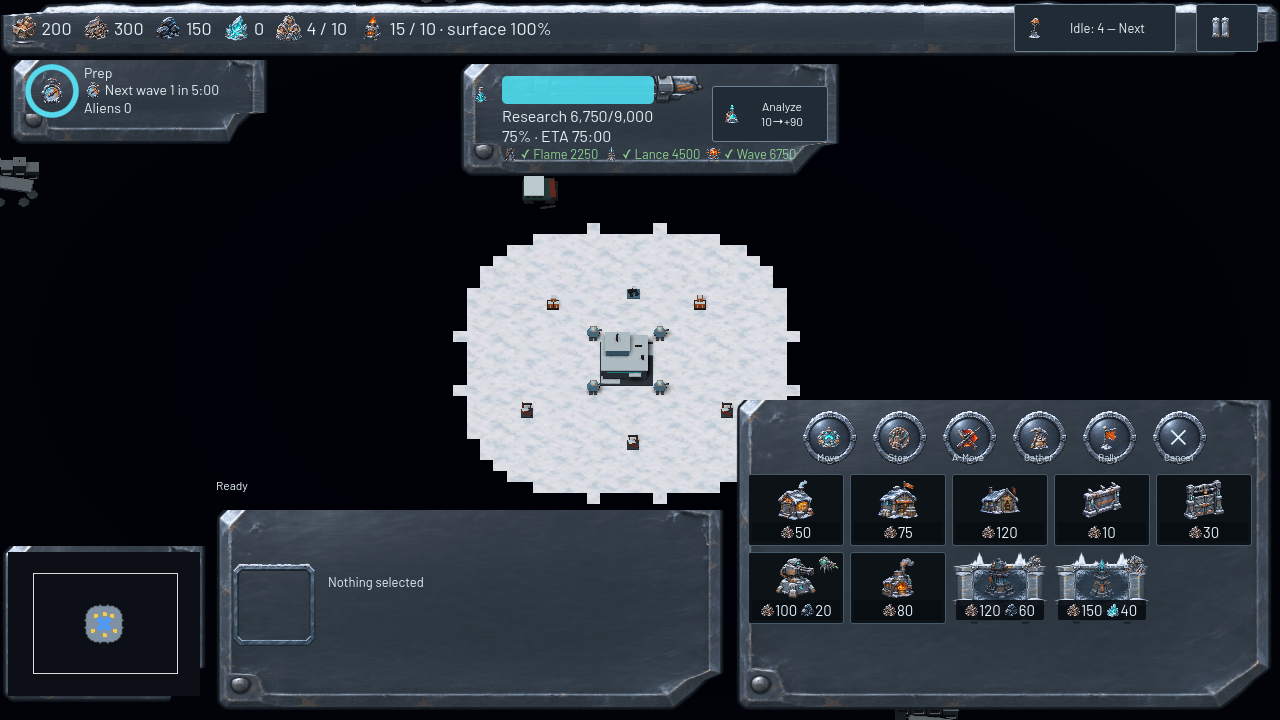 200 300 150 0 4 / 10 15 / 10 · surface 100%
Idle: 4 — Next
Prep
Next wave 1 in 5:00
Aliens 0
Research 6,750/9,000
75% · ETA 75:00
✓ Flame 2250 ✓ Lance 4500 ✓ Wave 6750
Analyze
10→+90
Ready
Nothing selected
Move Stop A-Move Gather Rally Cancel
50 75 120 10 30
100 20 80 120 60 150 40